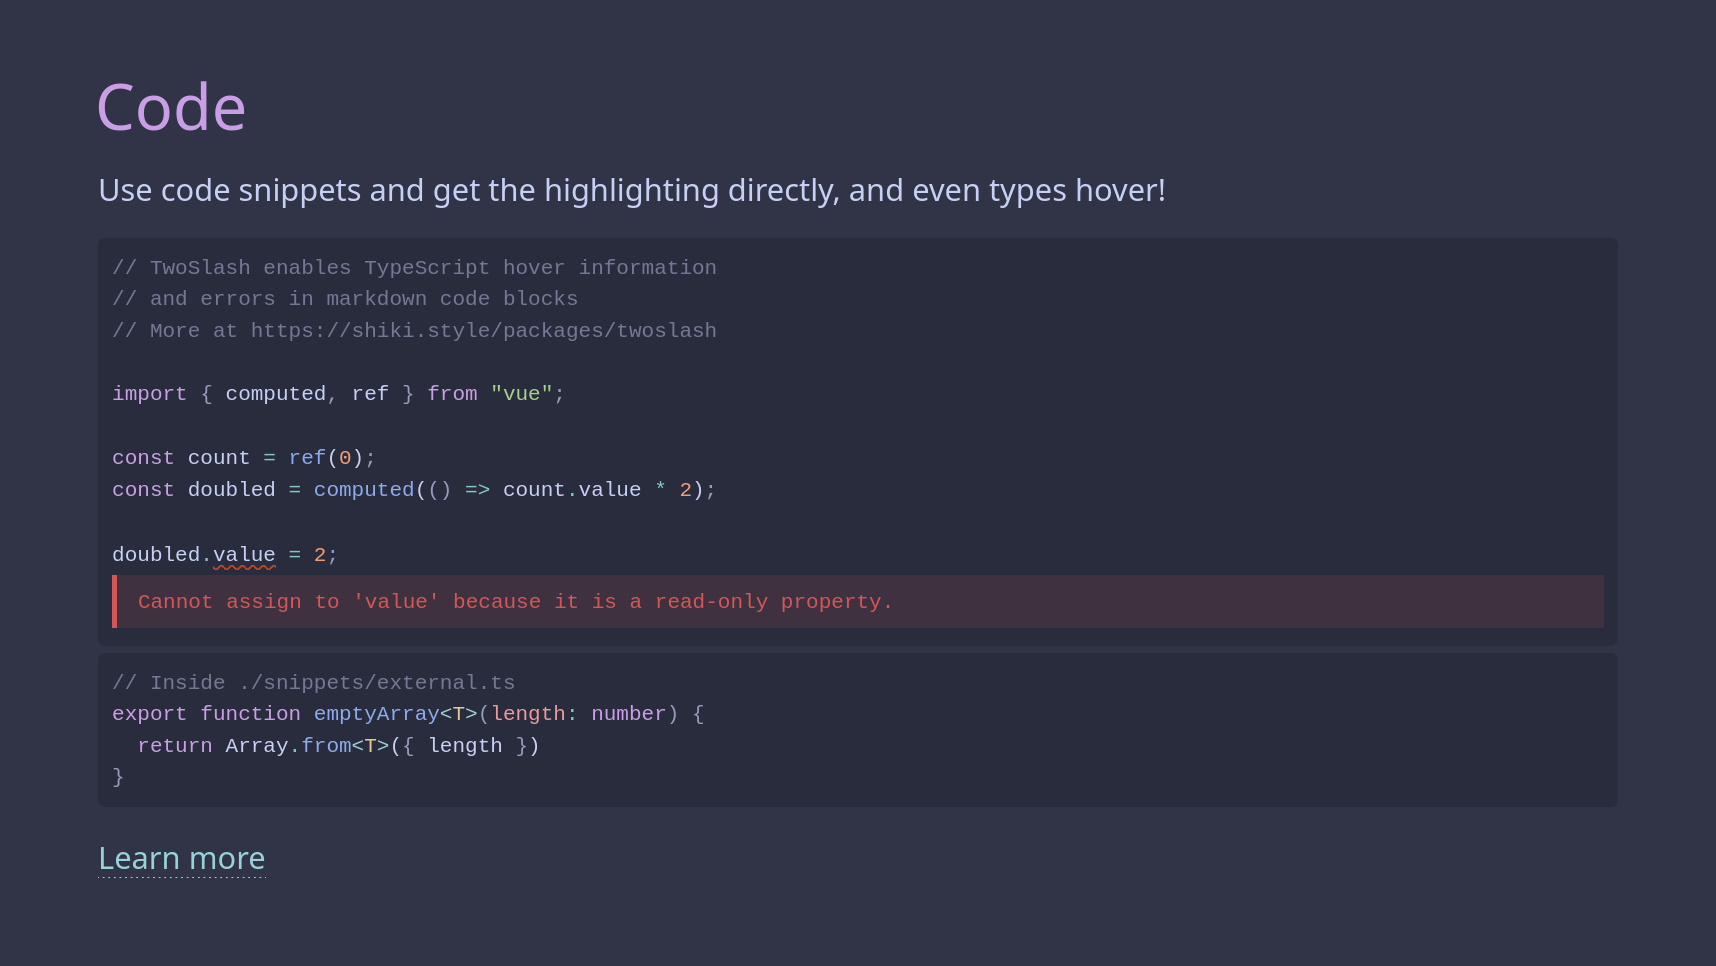 Code
Use code snippets and get the highlighting directly, and even types hover!
// TwoSlash enables TypeScript hover information
// and errors in markdown code blocks
// More at https://shiki.style/packages/twoslash
import { computed, ref } from "vue";
const count = ref(0);
const doubled = computed(() => count.value * 2);
doubled.value = 2;
Cannot assign to 'value' because it is a read-only property.
// Inside ./snippets/external.ts
export function emptyArray<T>(length: number) {
  return Array.from<T>({ length })
}
Learn more